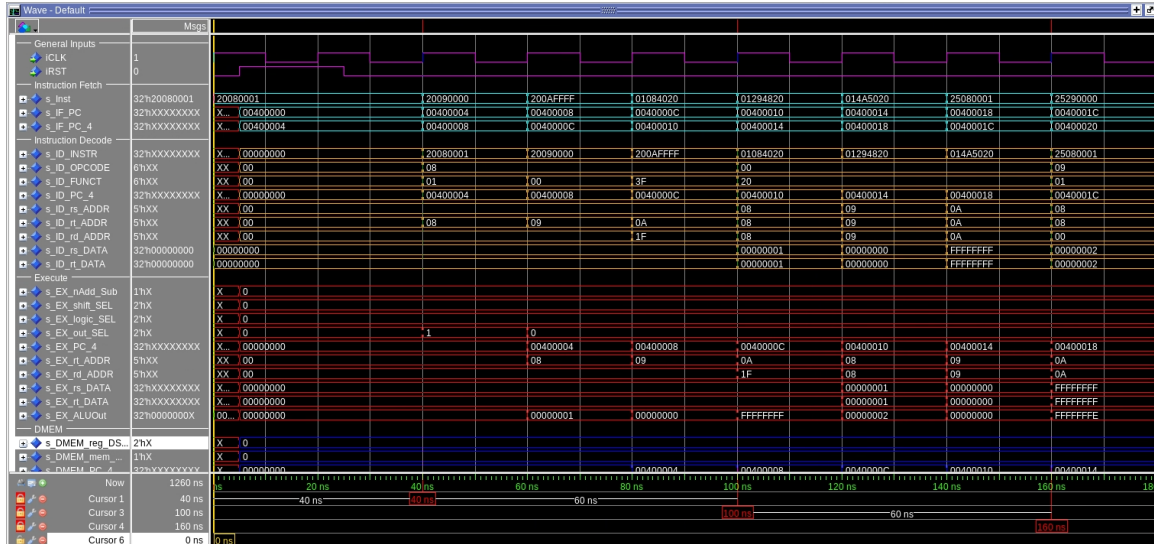 Wave - Default
Msgs
General Inputs
iCLK 1
iRST 0
Instruction Fetch
s_Inst 32'h20080001 20080001 20090000 200AFFFF 01084020 01294820 014A5020 25080001 25290000
s_IF_PC 32'hXXXXXXXX X... 00400000 00400004 00400008 0040000C 00400010 00400014 00400018 0040001C
s_IF_PC_4 32'hXXXXXXXX X... 00400004 00400008 0040000C 00400010 00400014 00400018 0040001C 00400020
Instruction Decode
s_ID_INSTR 32'hXXXXXXXX X... 00000000 20080001 20090000 200AFFFF 01084020 01294820 014A5020 25080001
s_ID_OPCODE 6'hXX XX 00 08 00 09
s_ID_FUNCT 6'hXX XX 00 01 00 3F 20 01
s_ID_PC_4 32'hXXXXXXXX X... 00000000 00400004 00400008 0040000C 00400010 00400014 00400018 0040001C
s_ID_rs_ADDR 5'hXX XX 00 08 09 0A 08
s_ID_rt_ADDR 5'hXX XX 00 08 09 0A 08 09 0A 08
s_ID_rd_ADDR 5'hXX XX 00 1F 08 09 0A 00
s_ID_rs_DATA 32'h00000000 00000000 00000001 00000000 FFFFFFFF 00000002
s_ID_rt_DATA 32'h00000000 00000000 00000001 00000000 FFFFFFFF 00000002
Execute
s_EX_nAdd_Sub 1'hX X 0
s_EX_shift_SEL 2'hX X 0
s_EX_logic_SEL 2'hX X 0
s_EX_out_SEL 2'hX X 0 1 0
s_EX_PC_4 32'hXXXXXXXX X... 00000000 00400004 00400008 0040000C 00400010 00400014 00400018
s_EX_rt_ADDR 5'hXX XX 00 08 09 0A 08 09 0A
s_EX_rd_ADDR 5'hXX XX 00 1F 08 09 0A
s_EX_rs_DATA 32'hXXXXXXXX X... 00000000 00000001 00000000 FFFFFFFF
s_EX_rt_DATA 32'hXXXXXXXX X... 00000000 00000001 00000000 FFFFFFFF
s_EX_ALUOut 32'h0000000X 00... 00000000 00000001 00000000 FFFFFFFF 00000002 00000000 FFFFFFFE
DMEM
s_DMEM_reg_DS... 2'hX X 0
s_DMEM_mem_... 1'hX X 0
s_DMEM_PC_4 32'hXXXXXXXX X... 00000000 00400004 00400008 0040000C 00400010 00400014
Now 1260 ns ns 20 ns 40 ns 60 ns 80 ns 100 ns 120 ns 140 ns 160 ns 18
Cursor 1 40 ns 40 ns 40 ns 60 ns
Cursor 3 100 ns 100 ns 60 ns
Cursor 4 160 ns 160 ns
Cursor 6 0 ns 0 ns